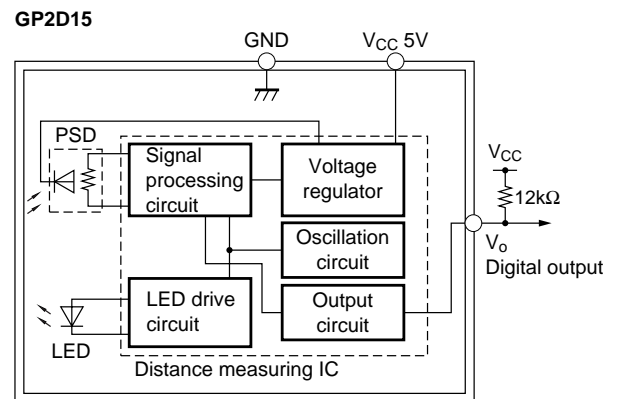 GP2D15
GND
VCC 5V
PSD
Signal
processing
circuit
Voltage
regulator
VCC
12kΩ
Oscillation
circuit
Vo
Digital output
LED drive
circuit
Output
circuit
LED
Distance measuring IC